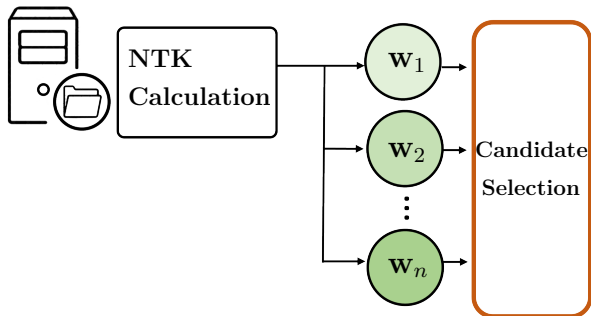 NTK
Calculation
w₁
w₂
wₙ
Candidate
Selection